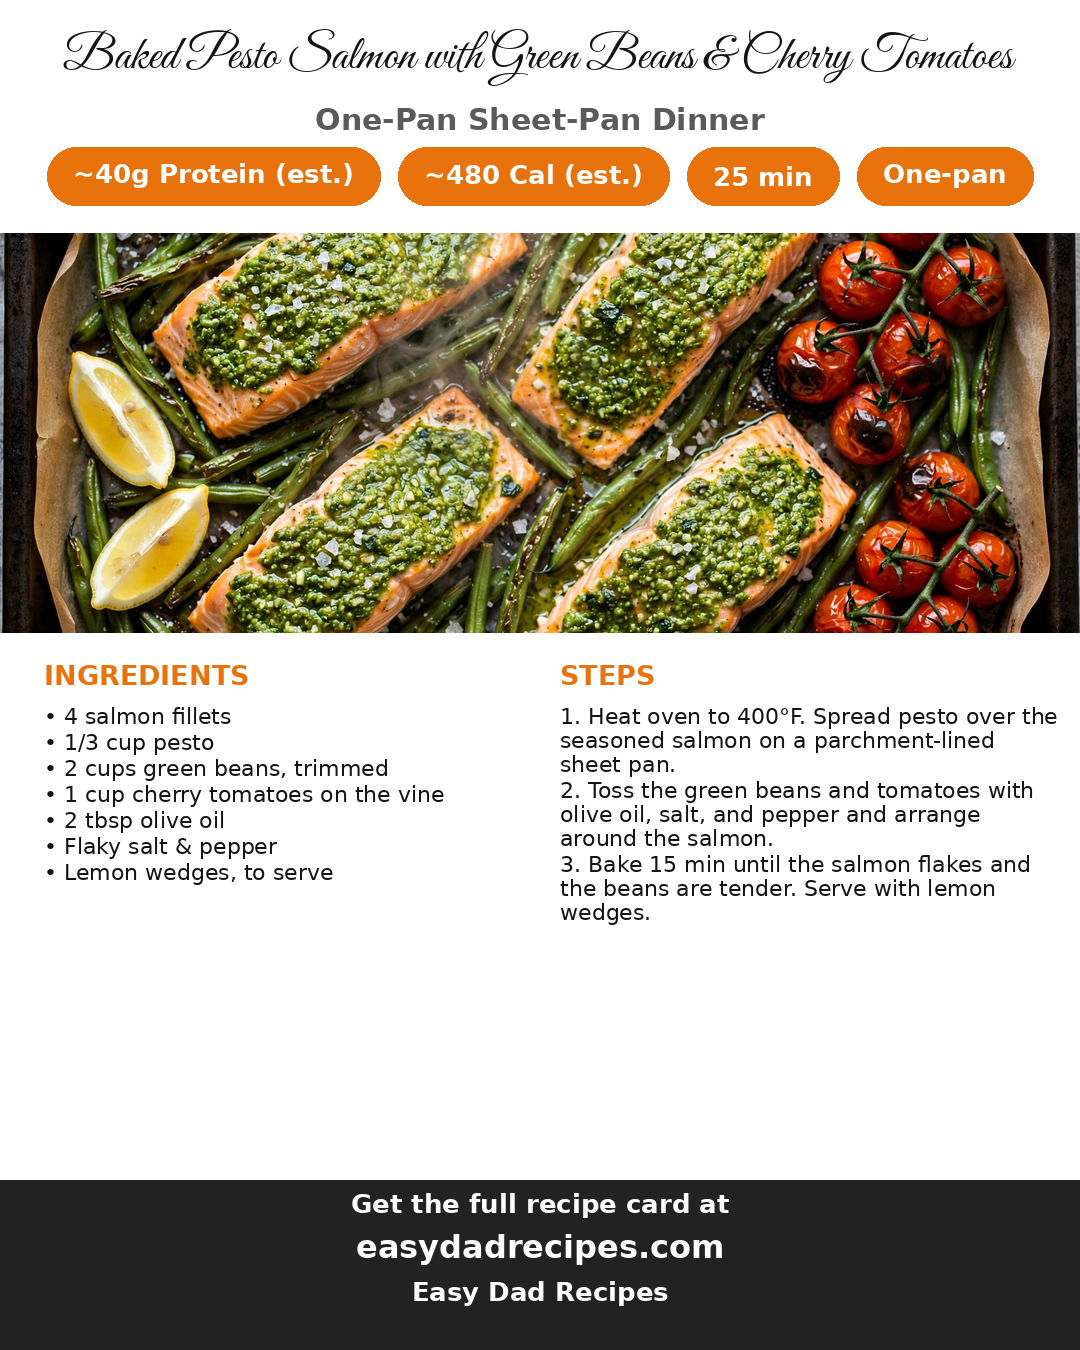 Baked Pesto Salmon with Green Beans & Cherry Tomatoes
One-Pan Sheet-Pan Dinner
~40g Protein (est.)
~480 Cal (est.)
25 min
One-pan
INGREDIENTS
• 4 salmon fillets
• 1/3 cup pesto
• 2 cups green beans, trimmed
• 1 cup cherry tomatoes on the vine
• 2 tbsp olive oil
• Flaky salt & pepper
• Lemon wedges, to serve
STEPS
1. Heat oven to 400°F. Spread pesto over the
seasoned salmon on a parchment-lined
sheet pan.
2. Toss the green beans and tomatoes with
olive oil, salt, and pepper and arrange
around the salmon.
3. Bake 15 min until the salmon flakes and
the beans are tender. Serve with lemon
wedges.
Get the full recipe card at
easydadrecipes.com
Easy Dad Recipes